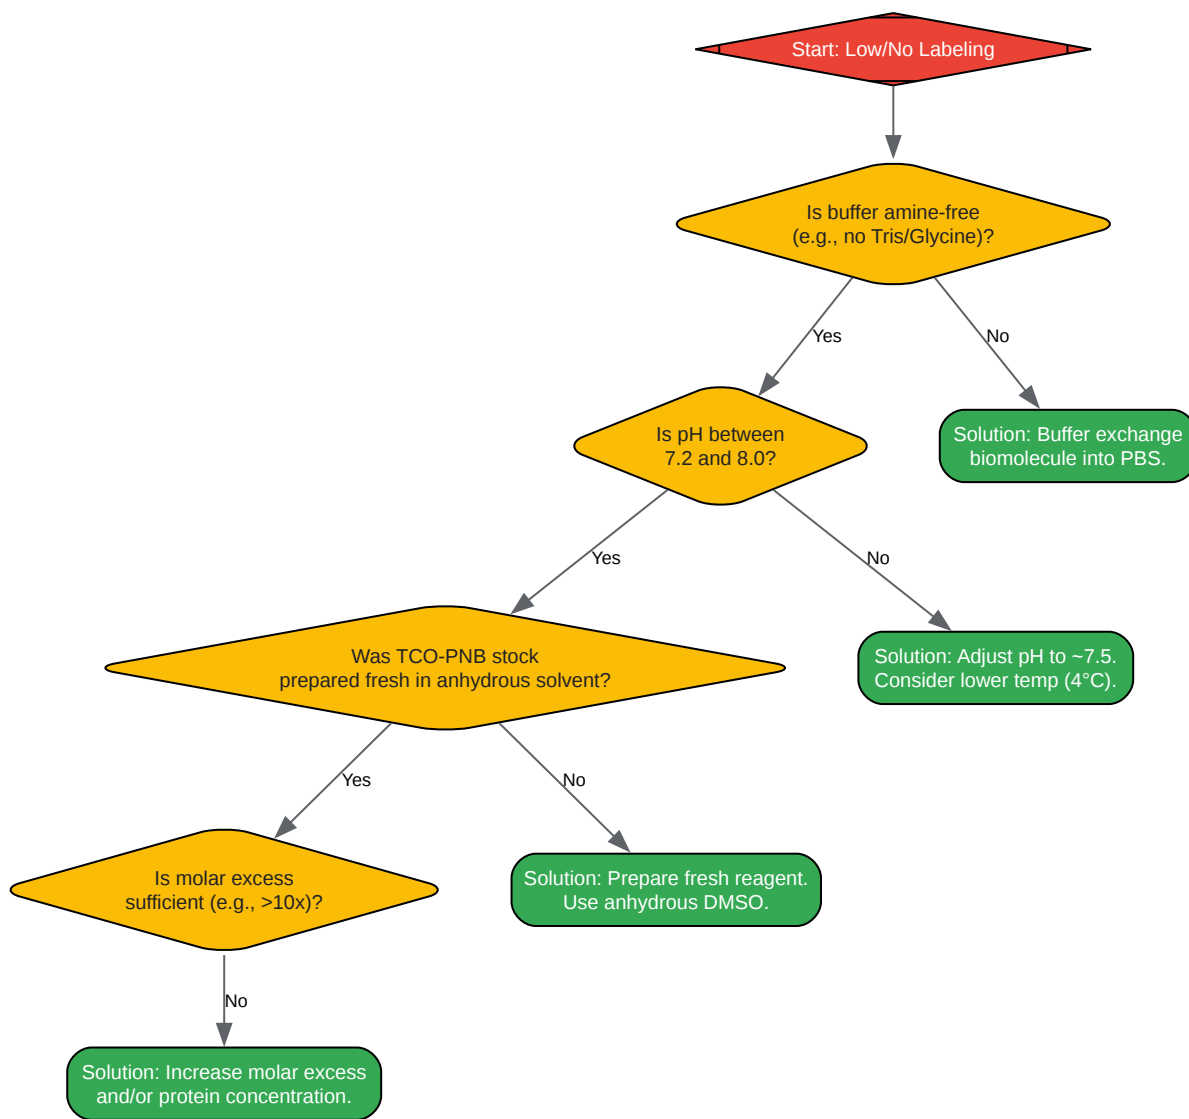 Start: Low/No Labeling
Is buffer amine-free
(e.g., no Tris/Glycine)?
Yes
No
Is pH between
7.2 and 8.0?
Solution: Buffer exchange
biomolecule into PBS.
Yes
No
Was TCO-PNB stock
prepared fresh in anhydrous solvent?
Solution: Adjust pH to ~7.5.
Consider lower temp (4°C).
Yes
No
Is molar excess
sufficient (e.g., >10x)?
Solution: Prepare fresh reagent.
Use anhydrous DMSO.
No
Solution: Increase molar excess
and/or protein concentration.